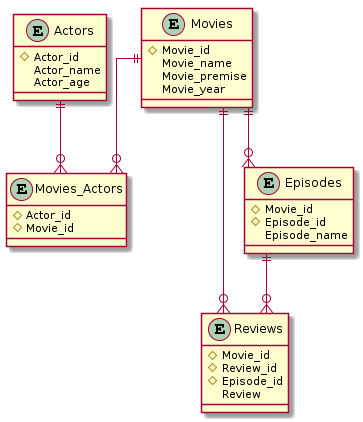 E Actors
Actor_id
Actor_name
Actor_age
E Movies
Movie_id
Movie_name
Movie_premise
Movie_year
E Movies_Actors
Actor_id
Movie_id
E Episodes
Movie_id
Episode_id
Episode_name
E Reviews
Movie_id
Review_id
Episode_id
Review